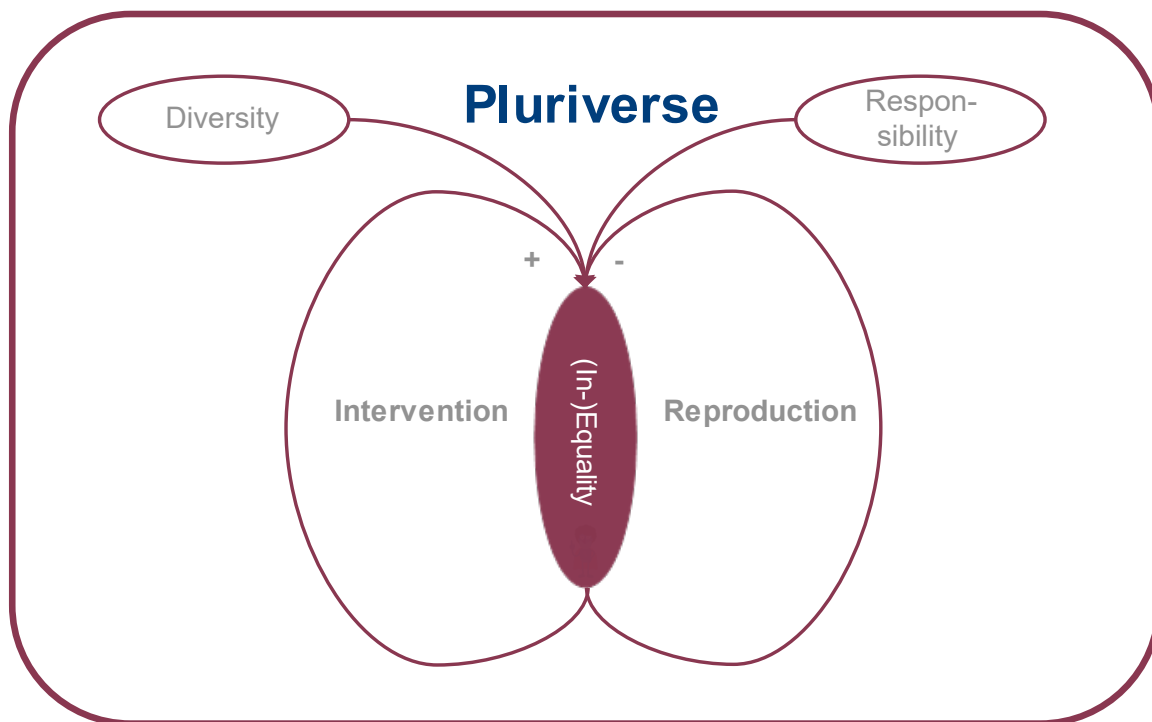 Pluriverse
Diversity
Respon-
sibility
+
-
Intervention
(In-)Equality
Reproduction